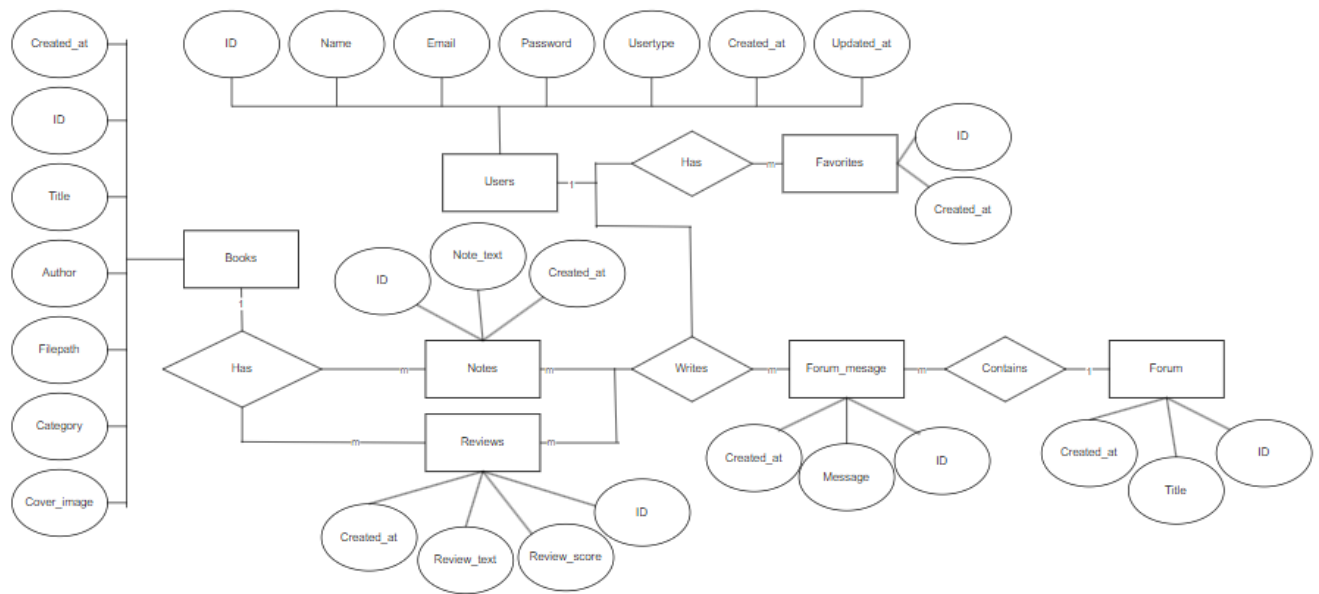 Created_at
ID
Name
Email
Password
Usertype
Created_at
Updated_at
ID
ID
Has
m
Favorites
Users
1
Title
Created_at
Note_text
Books
ID
Created_at
Author
1
Filepath
Has
m
Notes
m
Writes
m
Forum_mesage
m
Contains
1
Forum
Category
m
Reviews
m
Created_at
Message
ID
Created_at
Title
ID
Cover_image
Created_at
Review_text
Review_score
ID